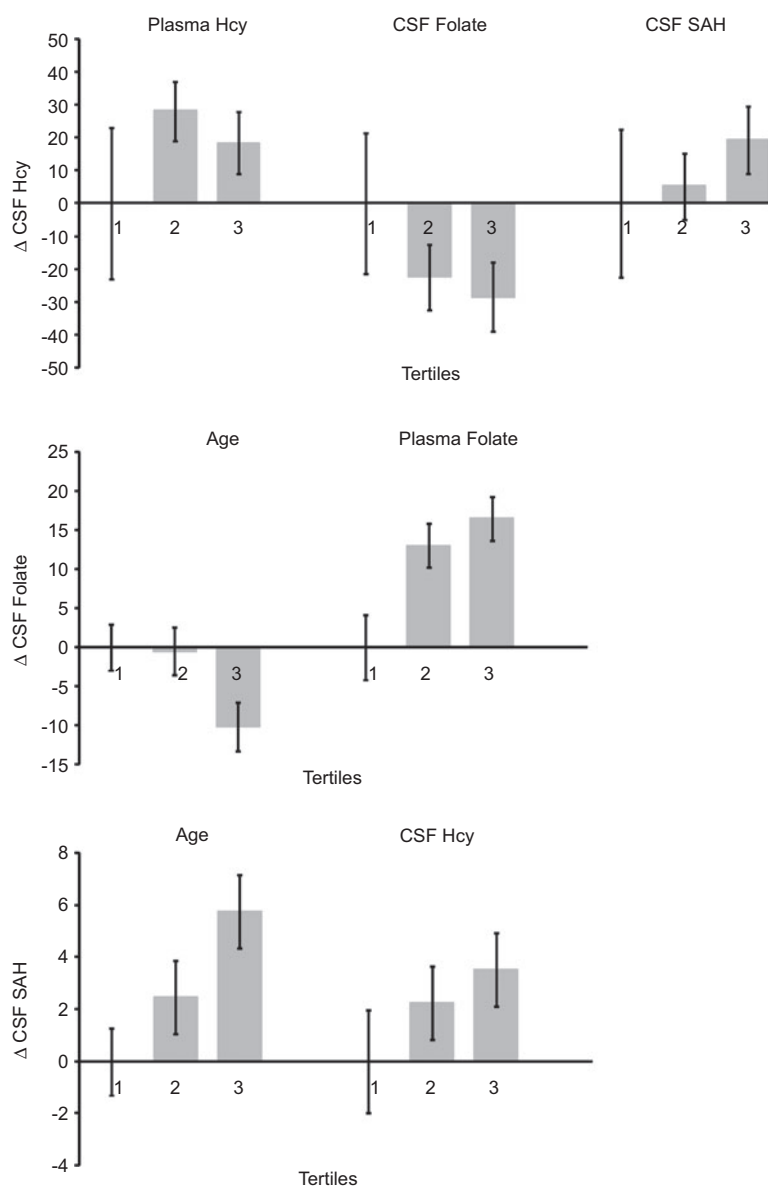 Plasma Hcy CSF Folate CSF SAH
50
40
30
20
10
0
-10
-20
-30
-40
-50
Δ CSF Hcy
1 2 3 1 2 3 1 2 3
Tertiles
Age Plasma Folate
25
20
15
10
5
0
-5
-10
-15
Δ CSF Folate
1 2 3 1 2 3
Tertiles
Age CSF Hcy
8
6
4
2
0
-2
-4
Δ CSF SAH
1 2 3 1 2 3
Tertiles